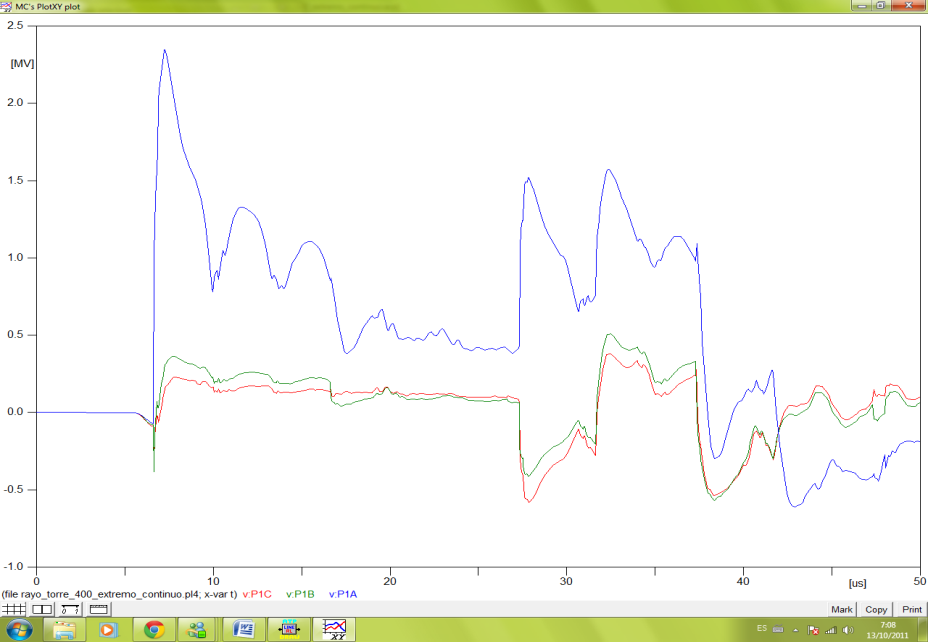 MC's PlotXY plot
2.5
[MV]
2.0
1.5
1.0
0.5
0.0
-0.5
-1.0
0 10 20 30 40 [us] 50
(file rayo_torre_400_extremo_continuo.pl4; x-var t) v:P1C v:P1B v:P1A
Mark Copy Print
ES 7:08
13/10/2011